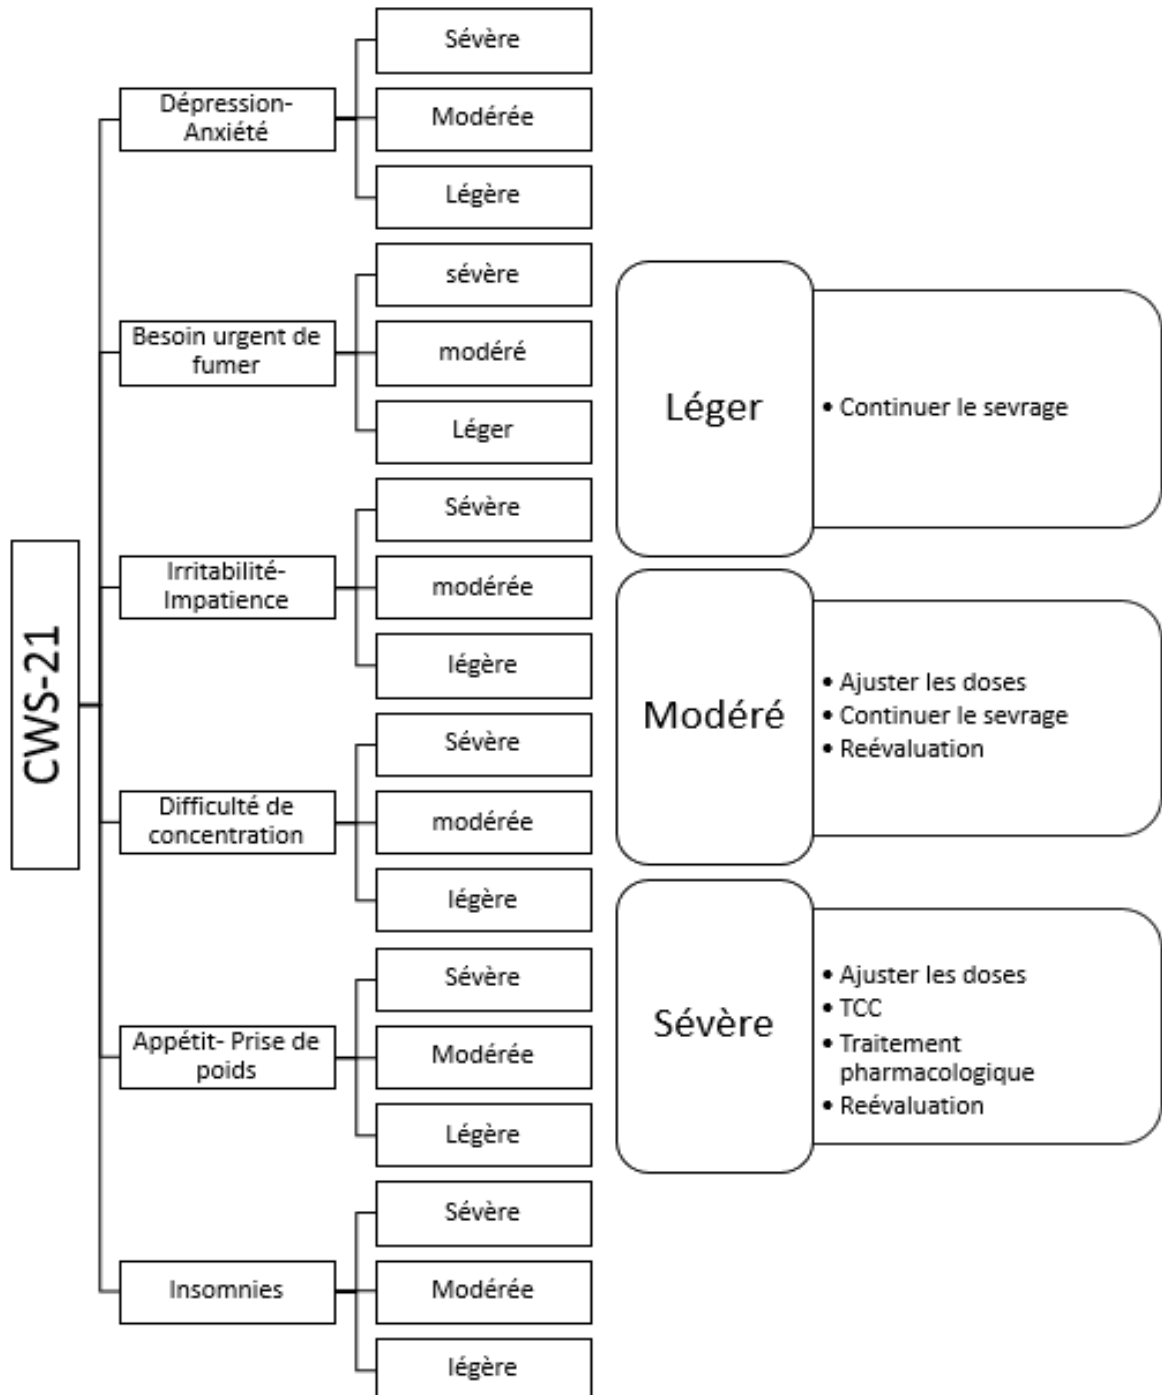 CWS-21
Dépression-
Anxiété
Sévère
Modérée
Légère
Besoin urgent de
fumer
sévère
modéré
Léger
Irritabilité-
Impatience
Sévère
modérée
légère
Difficulté de
concentration
Sévère
modérée
légère
Appétit- Prise de
poids
Sévère
Modérée
Légère
Insomnies
Sévère
Modérée
légère
Léger
• Continuer le sevrage
Modéré
• Ajuster les doses
• Continuer le sevrage
• Reévaluation
Sévère
• Ajuster les doses
• TCC
• Traitement
pharmacologique
• Reévaluation